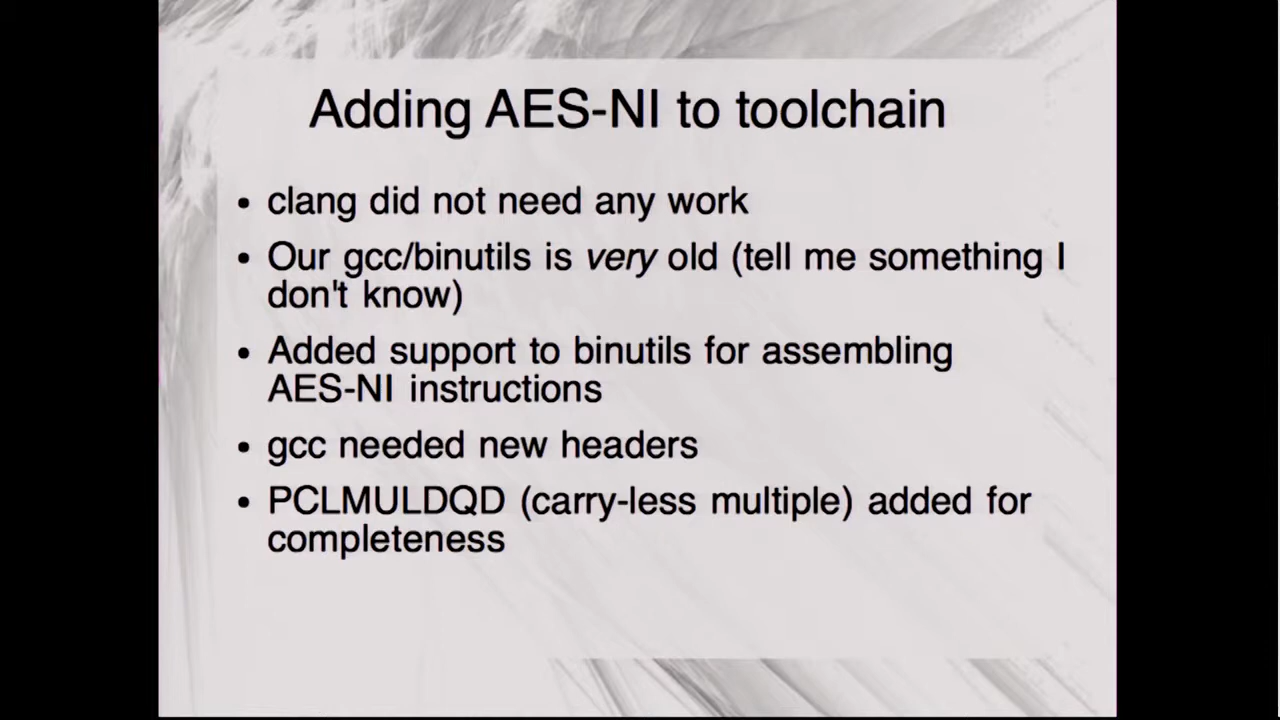 Adding AES-NI to toolchain
• clang did not need any work
• Our gcc/binutils is very old (tell me something I
don't know)
• Added support to binutils for assembling
AES-NI instructions
• gcc needed new headers
• PCLMULDQD (carry-less multiple) added for
completeness